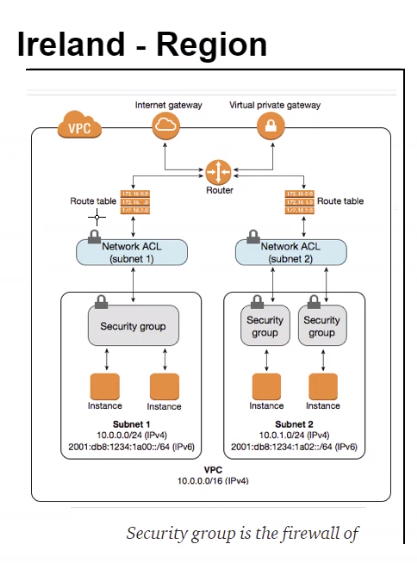 Ireland - Region
Internet gateway
Virtual private gateway
VPC
Router
Route table
Route table
Network ACL
(subnet 1)
Network ACL
(subnet 2)
Security group
Security
group
Security
group
Instance
Instance
Instance
Instance
Subnet 1
10.0.0.0/24 (IPv4)
2001:db8:1234:1a00::/64 (IPv6)
Subnet 2
10.0.1.0/24 (IPv4)
2001:db8:1234:1a02::/64 (IPv6)
VPC
10.0.0.0/16 (IPv4)
Security group is the firewall of